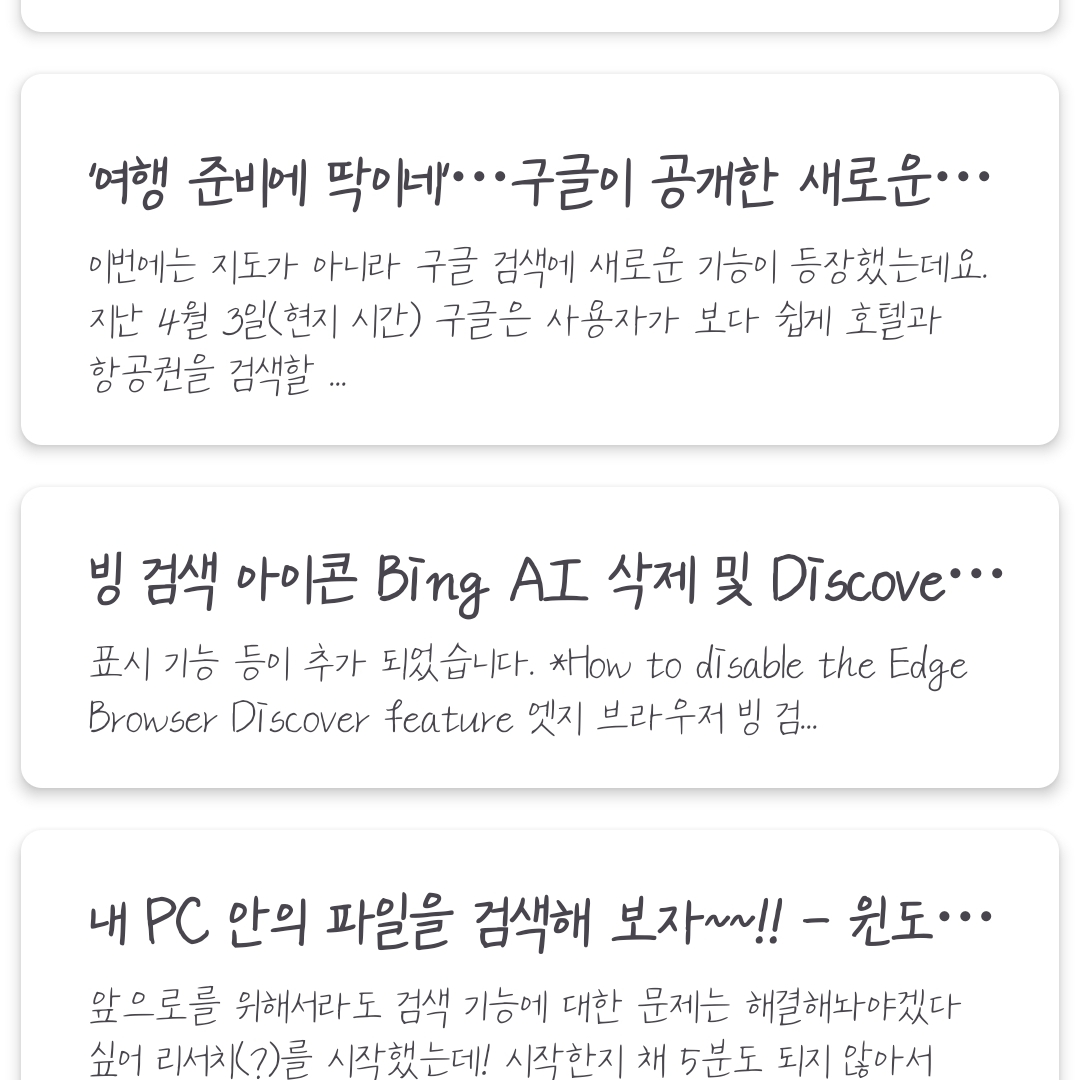 '여행 준비에 딱이네'…구글이 공개한 새로운…
이번에는 지도가 아니라 구글 검색에 새로운 기능이 등장했는데요.
지난 4월 3일(현지 시간) 구글은 사용자가 보다 쉽게 호텔과
항공권을 검색할 ...
빙 검색 아이콘 Bing AI 삭제 및 Discove…
표시 기능 등이 추가 되었습니다. *How to disable the Edge
Browser Discover feature 엣지 브라우저 빙 검...
내 PC 안의 파일을 검색해 보자~~!! - 윈도…
앞으로를 위해서라도 검색 기능에 대한 문제는 해결해놔야겠다
싶어 리서치(?)를 시작했는데! 시작한지 채 5분도 되지 않아서